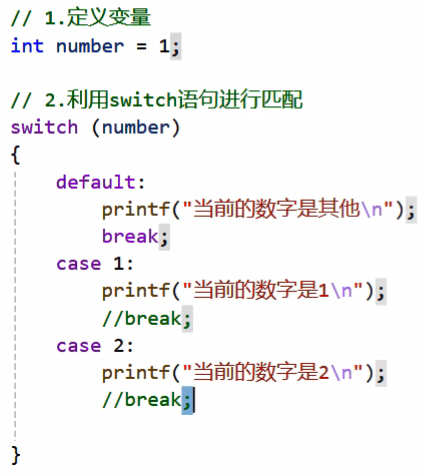 // 1.定义变量
int number = 1;
// 2.利用switch语句进行匹配
switch (number)
{
default:
printf("当前的数字是其他\n");
break;
case 1:
printf("当前的数字是1\n");
//break;
case 2:
printf("当前的数字是2\n");
//break;
}